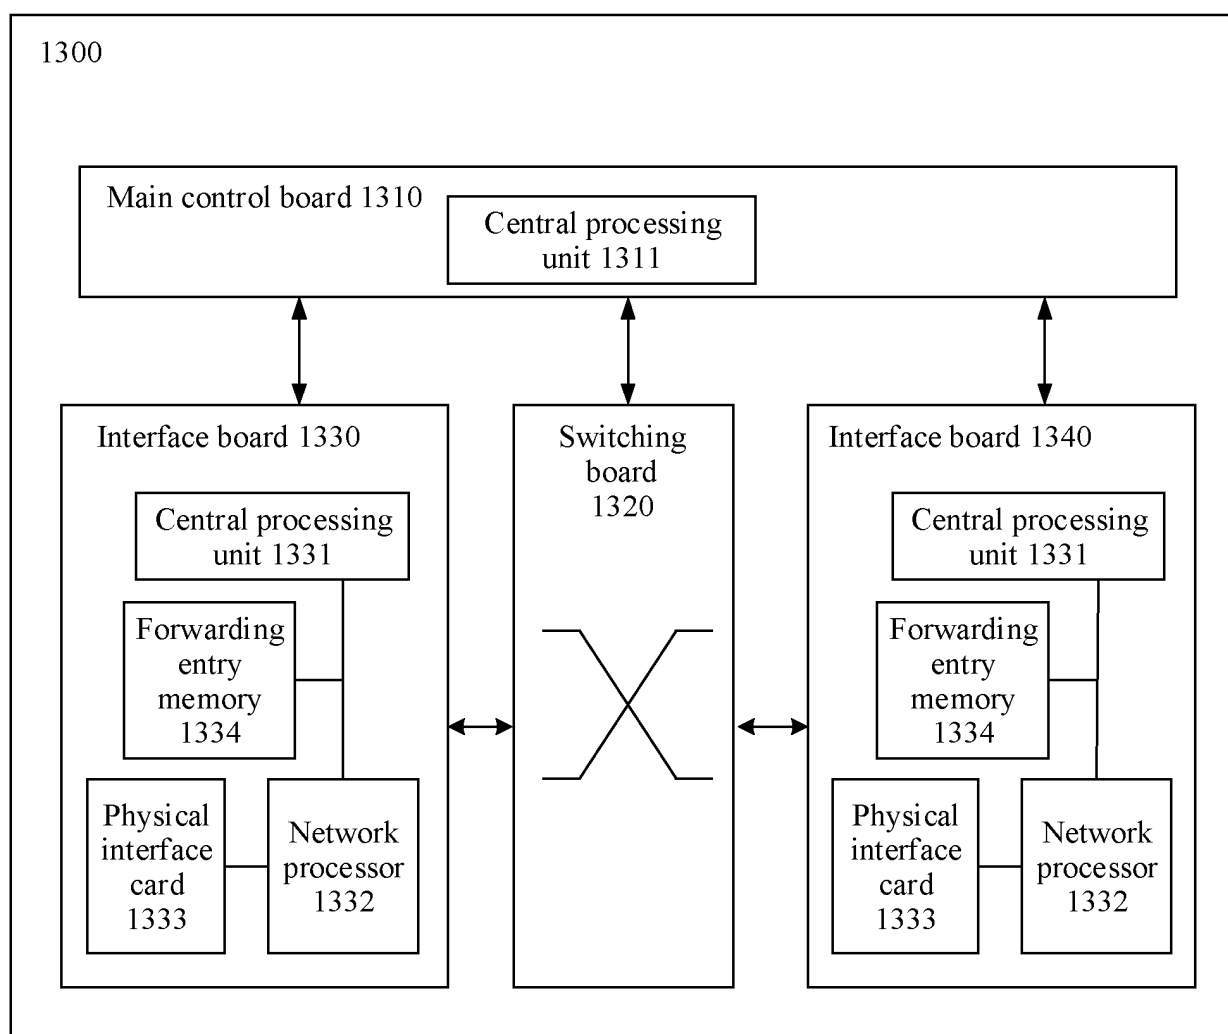 1300
Main control board 1310
Central processing
unit 1311
Interface board 1330
Central processing
unit 1331
Forwarding
entry
memory
1334
Physical
interface
card
1333
Network
processor
1332
Switching
board
1320
Interface board 1340
Central processing
unit 1331
Forwarding
entry
memory
1334
Physical
interface
card
1333
Network
processor
1332